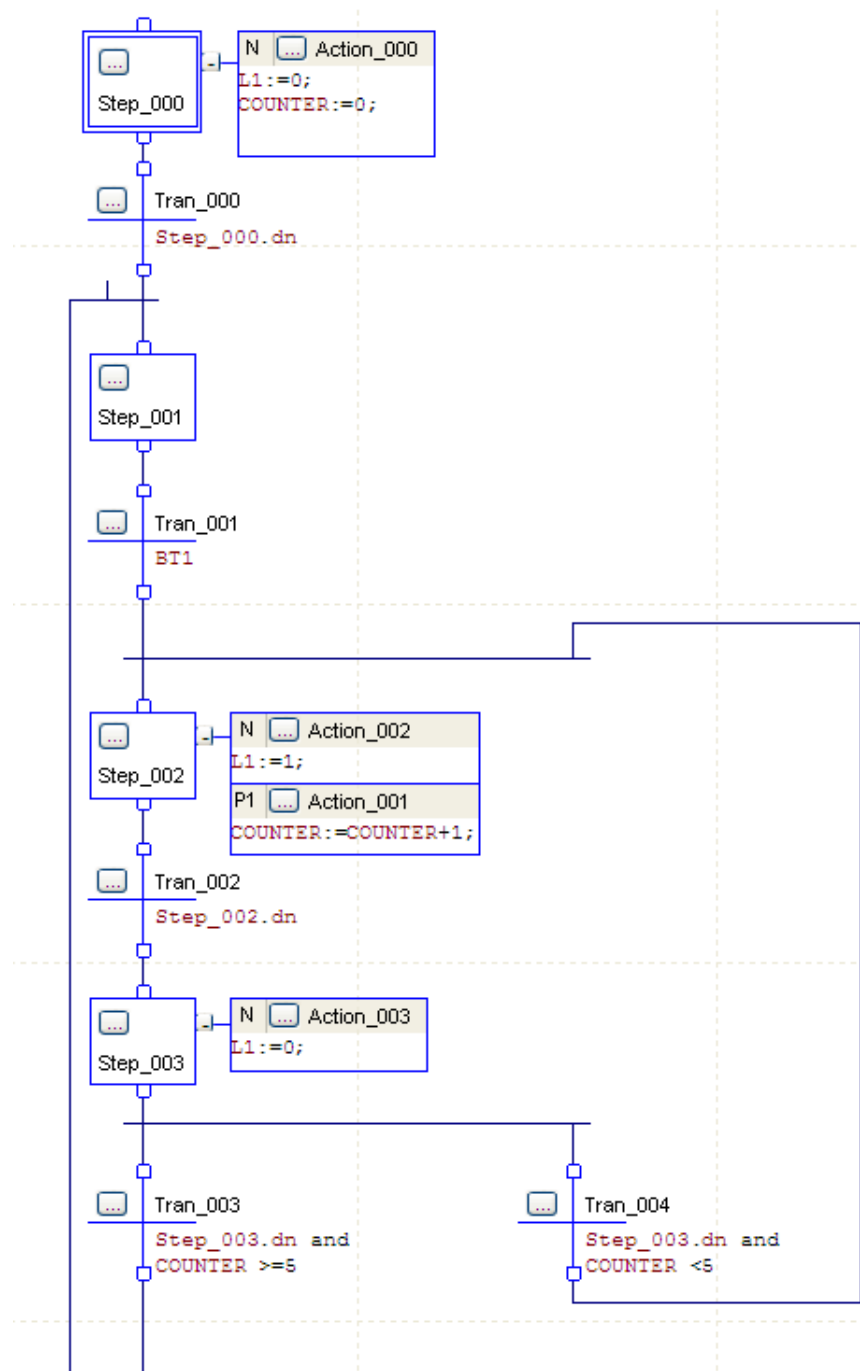 N ... Action_000
...
L1:=0;
Step_000
COUNTER:=0;
... Tran_000
Step_000.dn
...
Step_001
... Tran_001
BT1
N ... Action_002
...
L1:=1;
Step_002
P1 ... Action_001
COUNTER:=COUNTER+1;
... Tran_002
Step_002.dn
N ... Action_003
...
L1:=0;
Step_003
... Tran_003
Step_003.dn and
COUNTER >=5
... Tran_004
Step_003.dn and
COUNTER <5